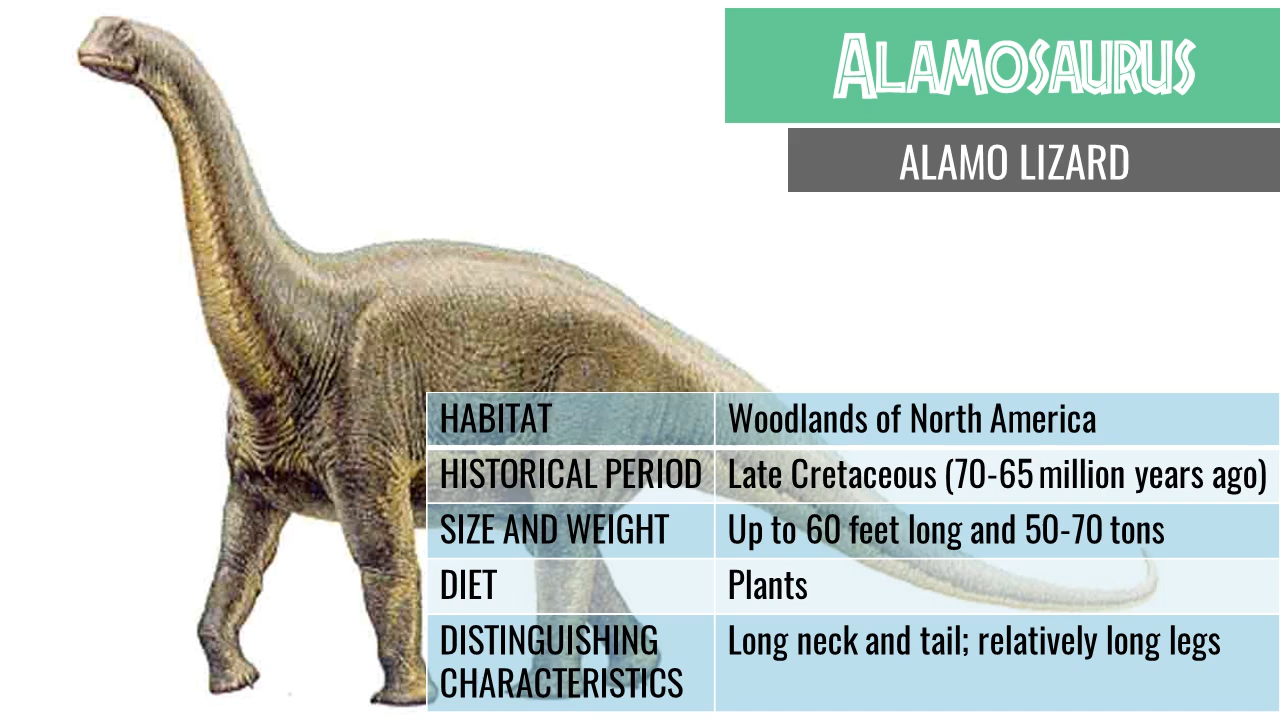 ALAMOSAURUS
ALAMO LIZARD
HABITAT Woodlands of North America
HISTORICAL PERIOD Late Cretaceous (70-65 million years ago)
SIZE AND WEIGHT Up to 60 feet long and 50-70 tons
DIET Plants
DISTINGUISHING Long neck and tail; relatively long legs
CHARACTERISTICS